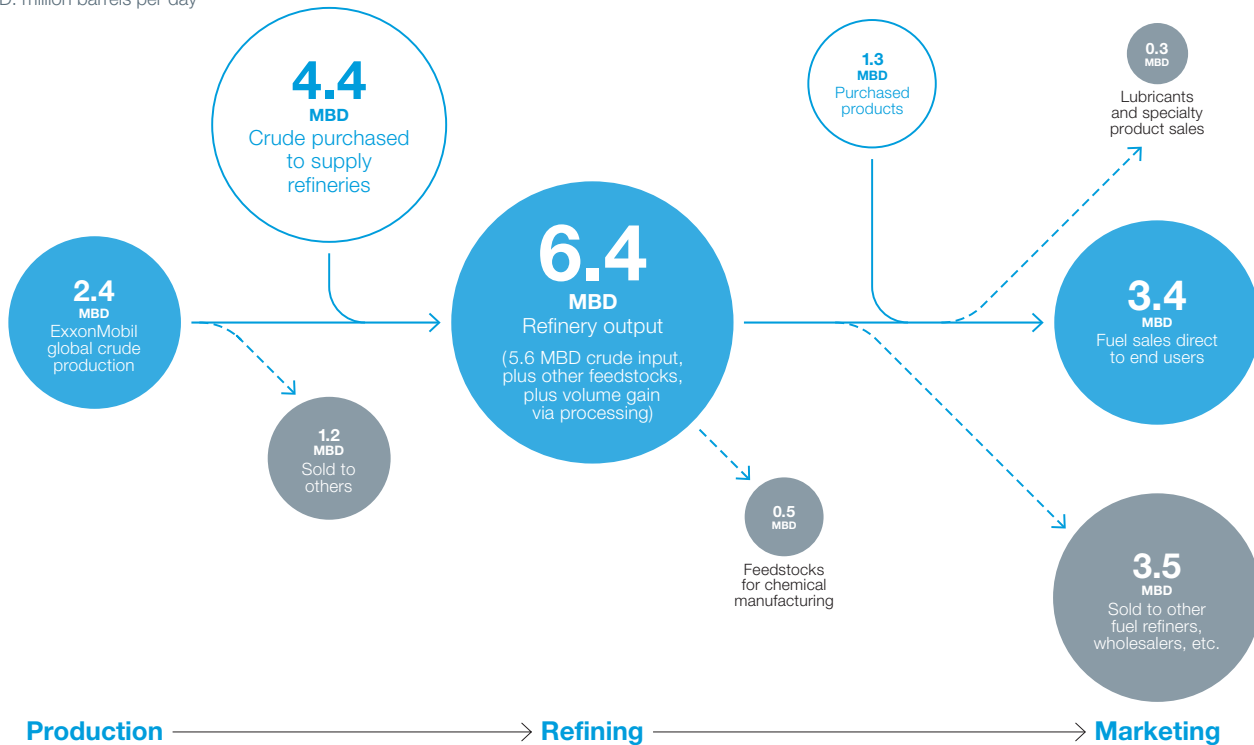 million barrels per day
4.4
MBD
Crude purchased
to supply
refineries
1.3
MBD
Purchased
products
0.3
MBD
Lubricants
and specialty
product sales
2.4
MBD
ExxonMobil
global crude
production
6.4
MBD
Refinery output
(5.6 MBD crude input,
plus other feedstocks,
plus volume gain
via processing)
3.4
MBD
Fuel sales direct
to end users
1.2
MBD
Sold to
others
0.5
MBD
Feedstocks
for chemical
manufacturing
3.5
MBD
Sold to other
fuel refiners,
wholesalers, etc.
Production
Refining
Marketing